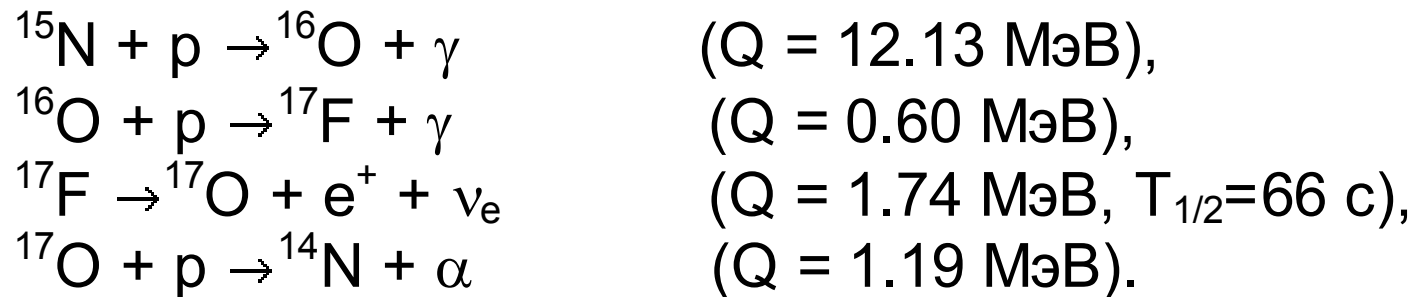 ¹⁵N + p →¹⁶O + γ (Q = 12.13 МэВ),
¹⁶O + p →¹⁷F + γ (Q = 0.60 МэВ),
¹⁷F →¹⁷O + e⁺ + νₑ (Q = 1.74 МэВ, T₁/₂=66 с),
¹⁷O + p →¹⁴N + α (Q = 1.19 МэВ).